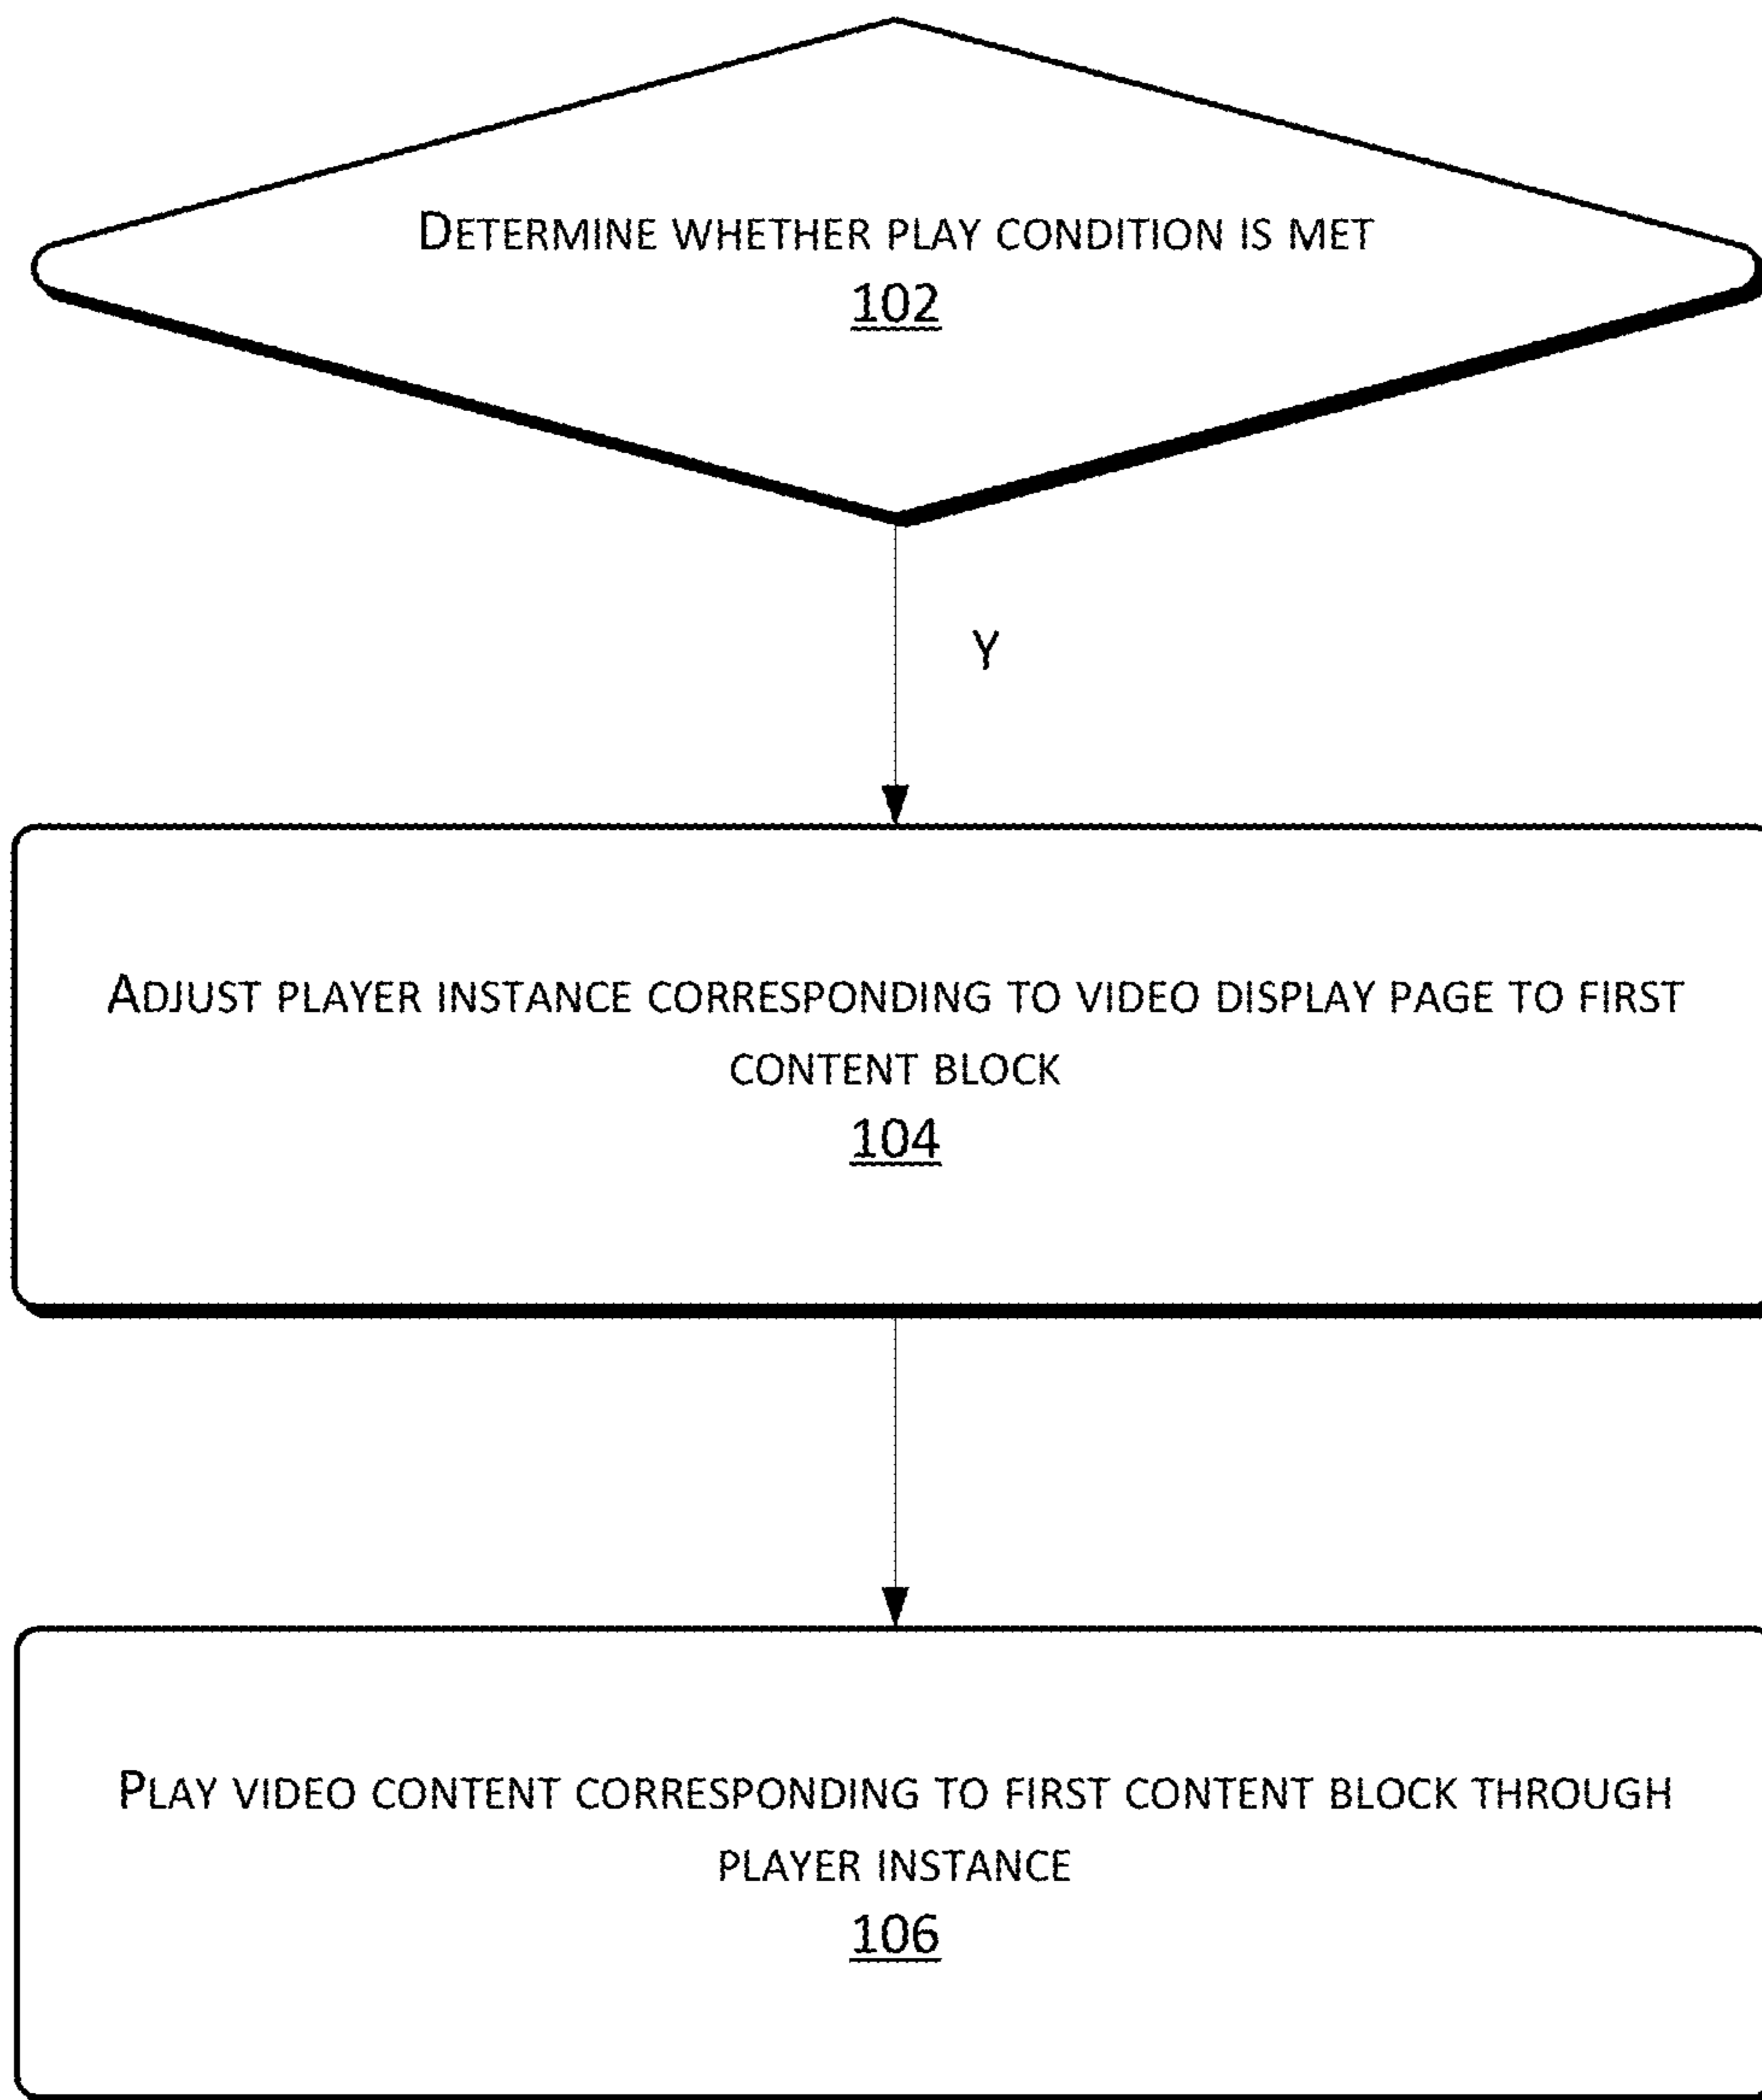 DETERMINE WHETHER PLAY CONDITION IS MET
102
Y
ADJUST PLAYER INSTANCE CORRESPONDING TO VIDEO DISPLAY PAGE TO FIRST
CONTENT BLOCK
104
PLAY VIDEO CONTENT CORRESPONDING TO FIRST CONTENT BLOCK THROUGH
PLAYER INSTANCE
106